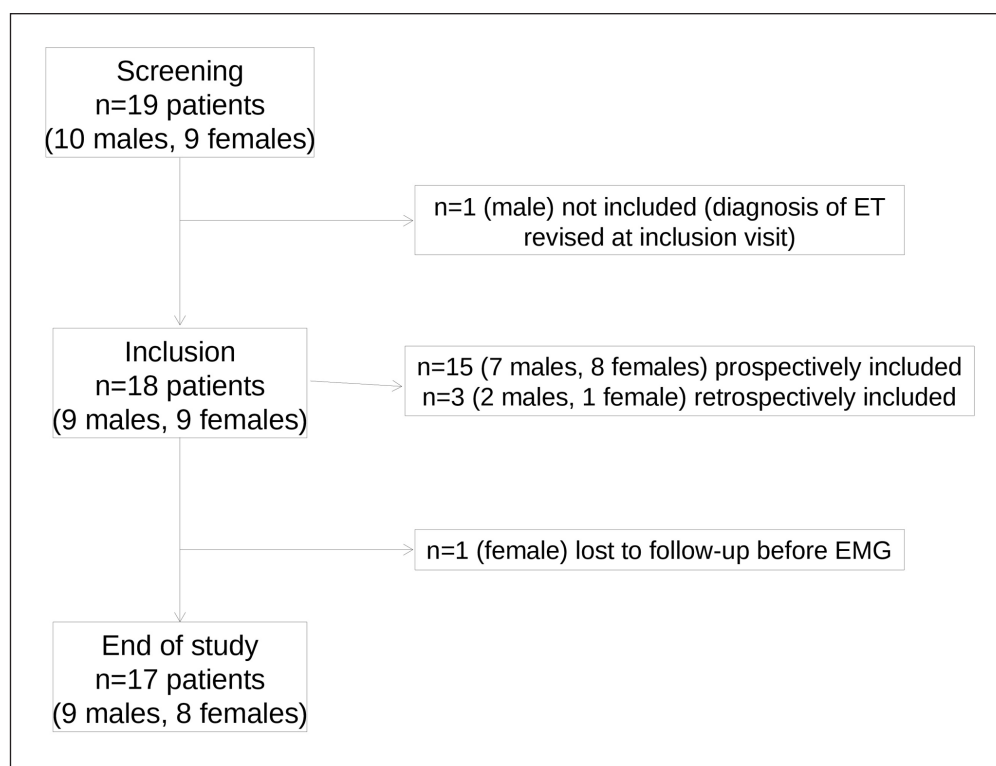 Screening
n=19 patients
(10 males, 9 females)
n=1 (male) not included (diagnosis of ET
revised at inclusion visit)
Inclusion
n=18 patients
(9 males, 9 females)
n=15 (7 males, 8 females) prospectively included
n=3 (2 males, 1 female) retrospectively included
n=1 (female) lost to follow-up before EMG
End of study
n=17 patients
(9 males, 8 females)